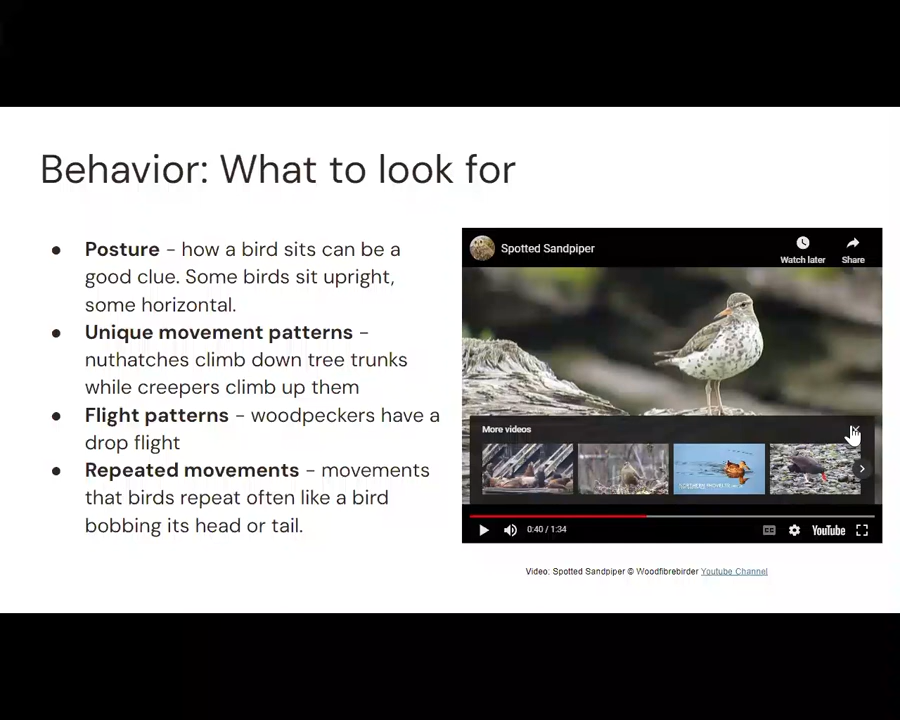 Behavior: What to look for
● Posture - how a bird sits can be a
good clue. Some birds sit upright,
some horizontal.
● Unique movement patterns -
nuthatches climb down tree trunks
while creepers climb up them
● Flight patterns - woodpeckers have a
drop flight
● Repeated movements - movements
that birds repeat often like a bird
bobbing its head or tail.
Spotted Sandpiper
Watch later
Share
More videos
0:40 / 1:34
CC
YouTube
Video: Spotted Sandpiper © Woodfibrebirder Youtube Channel